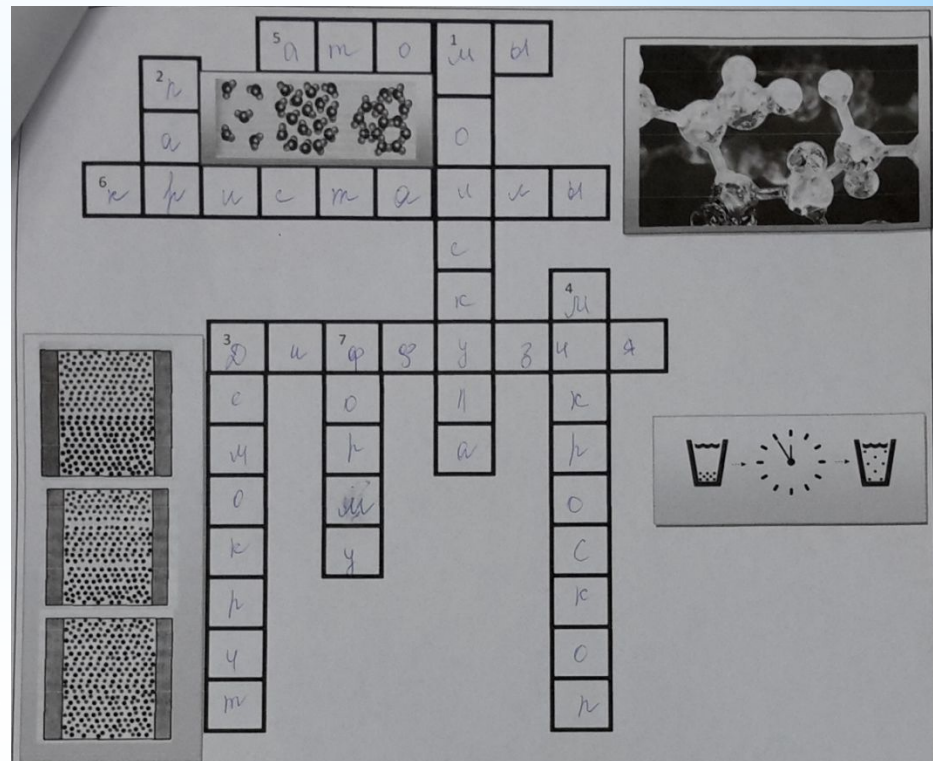 5 а т о 1 м ы
2 п
а о
6 к р и с т а л л ы
с
к 4 м
3 Д и 7 ф ф у з и я
е о л к
м р а р
о м о
к у с
р к
и о
т п